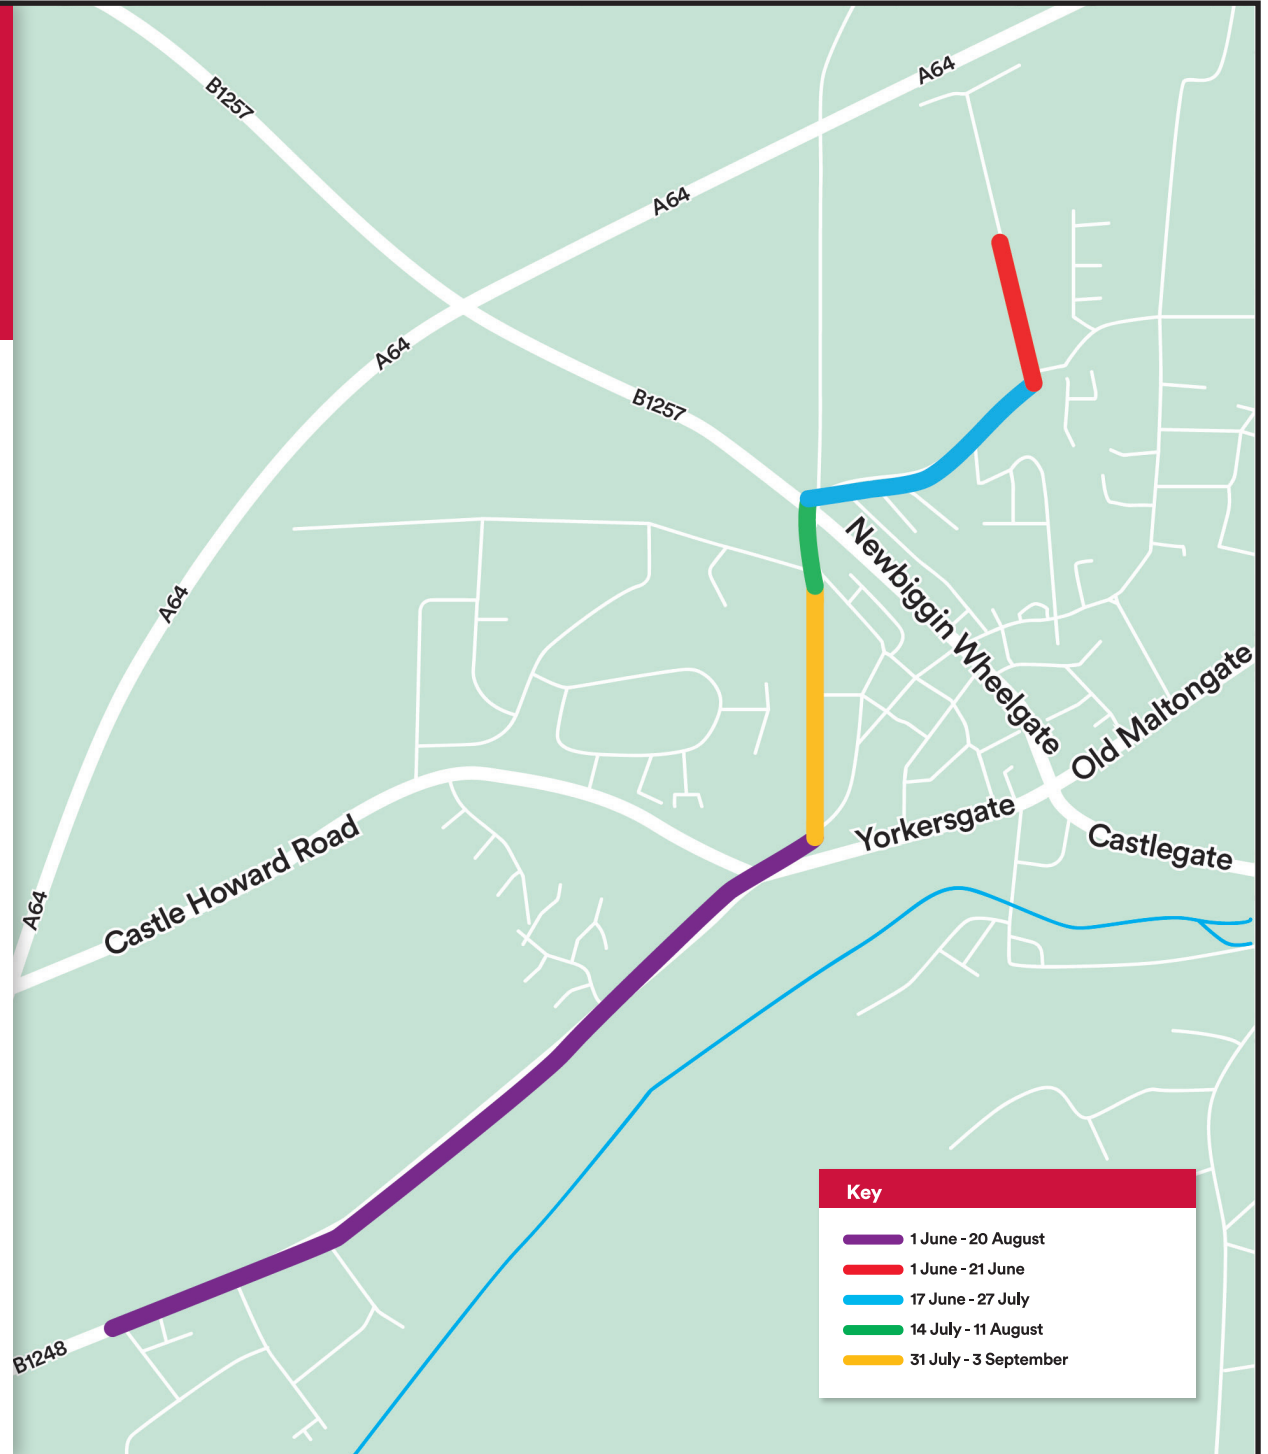 B1257
A64
A64
A64
B1257
Newbiggin
Wheelgate
A64
Old Maltongate
Yorkersgate
Castlegate
Castle Howard Road
A64
B1248
Key
1 June - 20 August
1 June - 21 June
17 June - 27 July
14 July - 11 August
31 July - 3 September